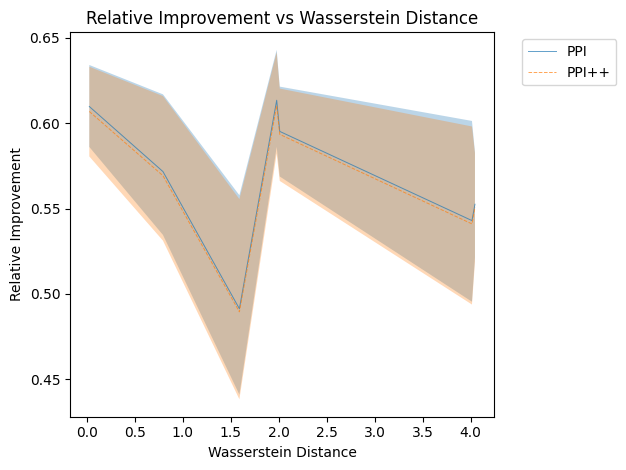 Relative Improvement vs Wasserstein Distance
PPI
PPI++
Relative Improvement
0.65
0.60
0.55
0.50
0.45
0.0 0.5 1.0 1.5 2.0 2.5 3.0 3.5 4.0
Wasserstein Distance